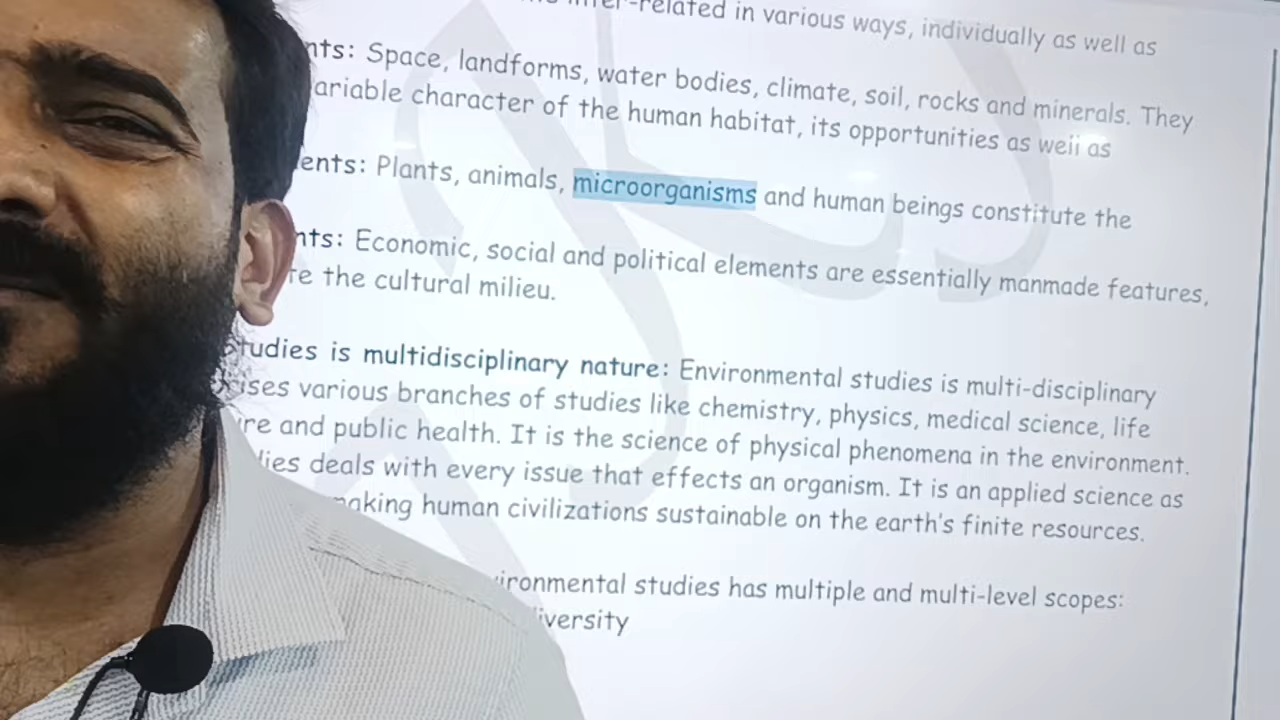 -related in various ways, individually as well as
nts: Space, landforms, water bodies, climate, soil, rocks and minerals. They
ariable character of the human habitat, its opportunities as well as
ents: Plants, animals, microorganisms and human beings constitute the
nts: Economic, social and political elements are essentially manmade features,
re the cultural milieu.
Studies is multidisciplinary nature: Environmental studies is multi-disciplinary
ises various branches of studies like chemistry, physics, medical science, life
re and public health. It is the science of physical phenomena in the environment.
dies deals with every issue that effects an organism. It is an applied science as
making human civilizations sustainable on the earth's finite resources.
ironmental studies has multiple and multi-level scopes:
iversity